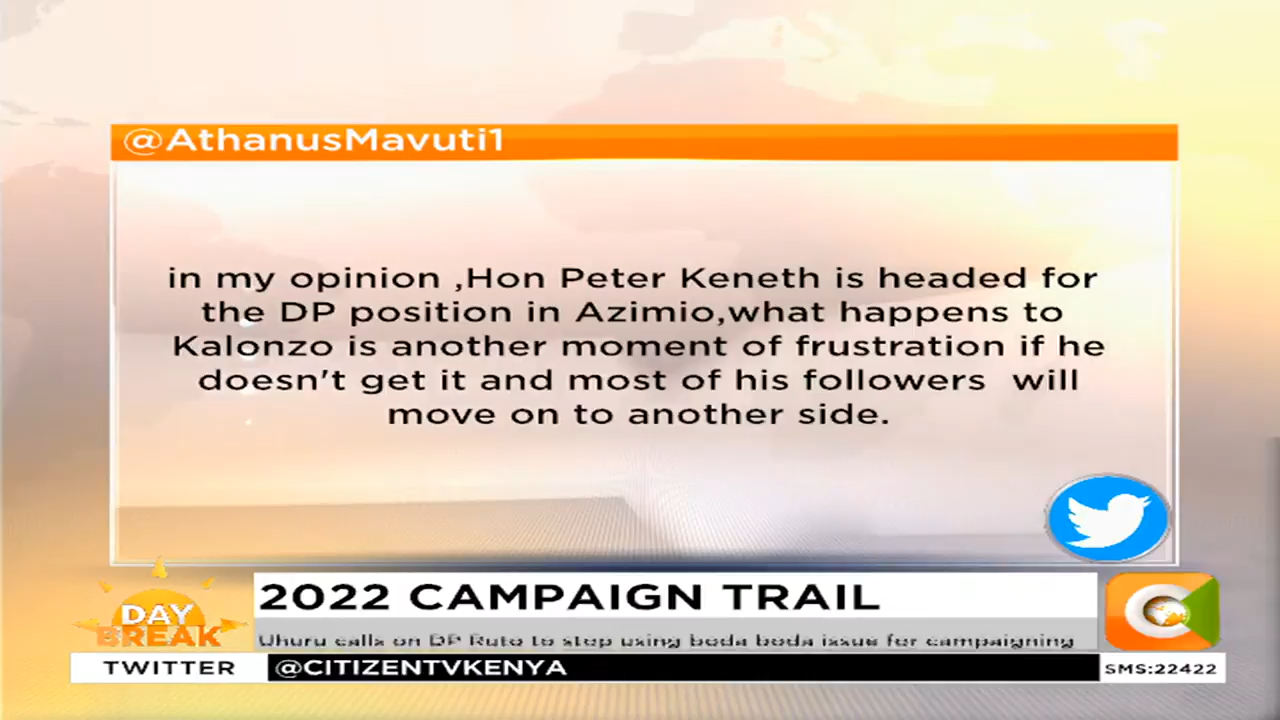 @AthanusMavuti1
in my opinion ,Hon Peter Keneth is headed for
the DP position in Azimio,what happens to
Kalonzo is another moment of frustration if he
doesn't get it and most of his followers will
move on to another side.
2022 CAMPAIGN TRAIL
Uhuru calls on DP Ruto to stop using boda boda issue for campaigning
DAY
BREAK
TWITTER
@CITIZENTVKENYA
SMS:22422